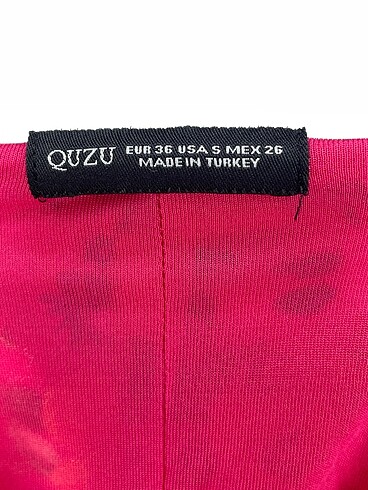 QUZU
EUR 36 USA S MEX 26
MADE IN TURKEY